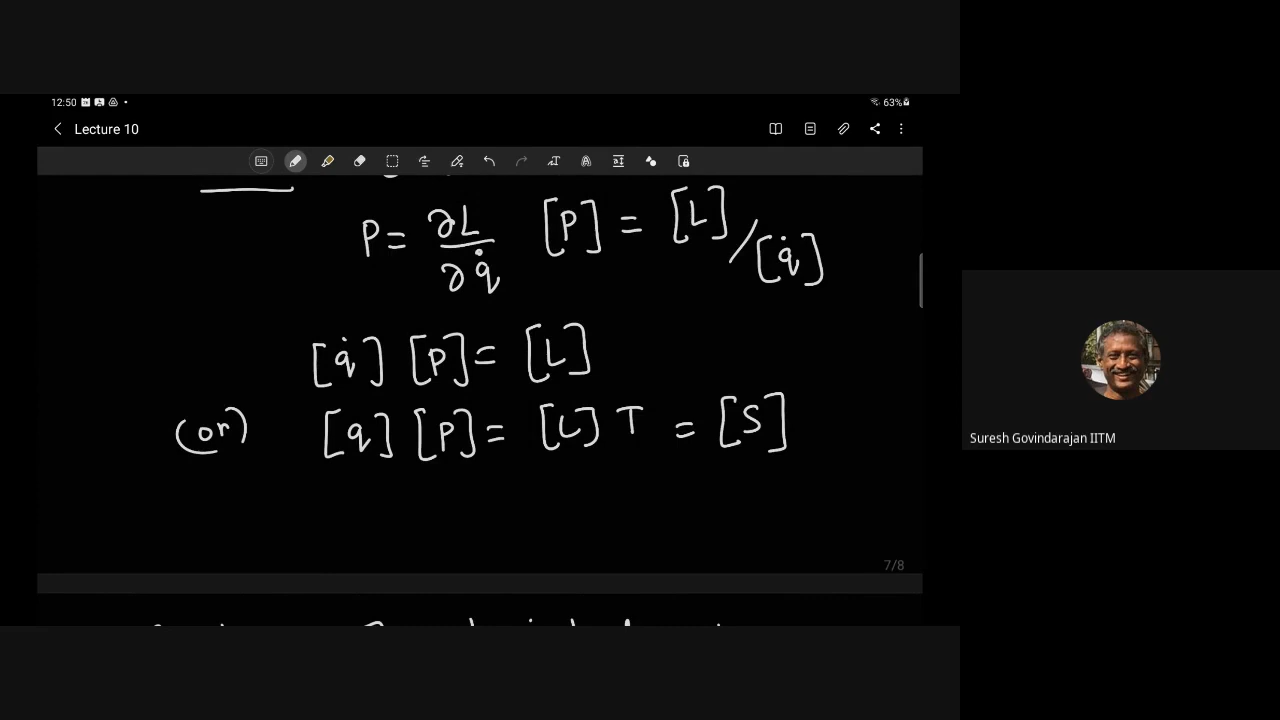 12:50
63%
Lecture 10
P = ∂L/∂q̇ [P] = [L]/[q̇]
[q̇] [P] = [L]
(or) [q] [P] = [L] T = [S]
Suresh Govindarajan IITM
7/8